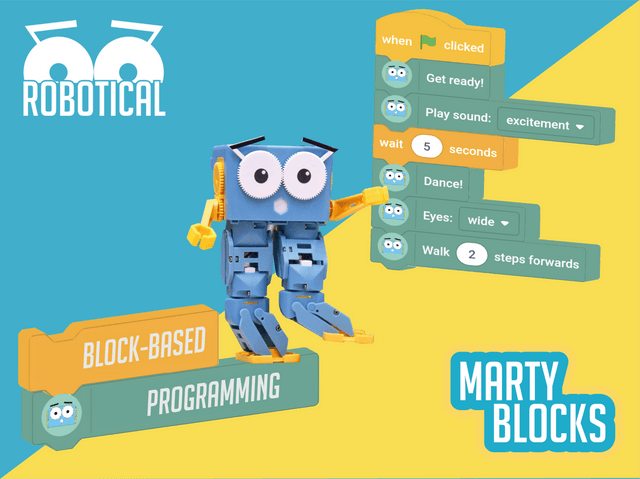 ROBOTICAL
when clicked
Get ready!
Play sound: excitement
wait 5 seconds
Dance!
Eyes: wide
Walk 2 steps forwards
BLOCK-BASED
PROGRAMMING
MARTY
BLOCKS